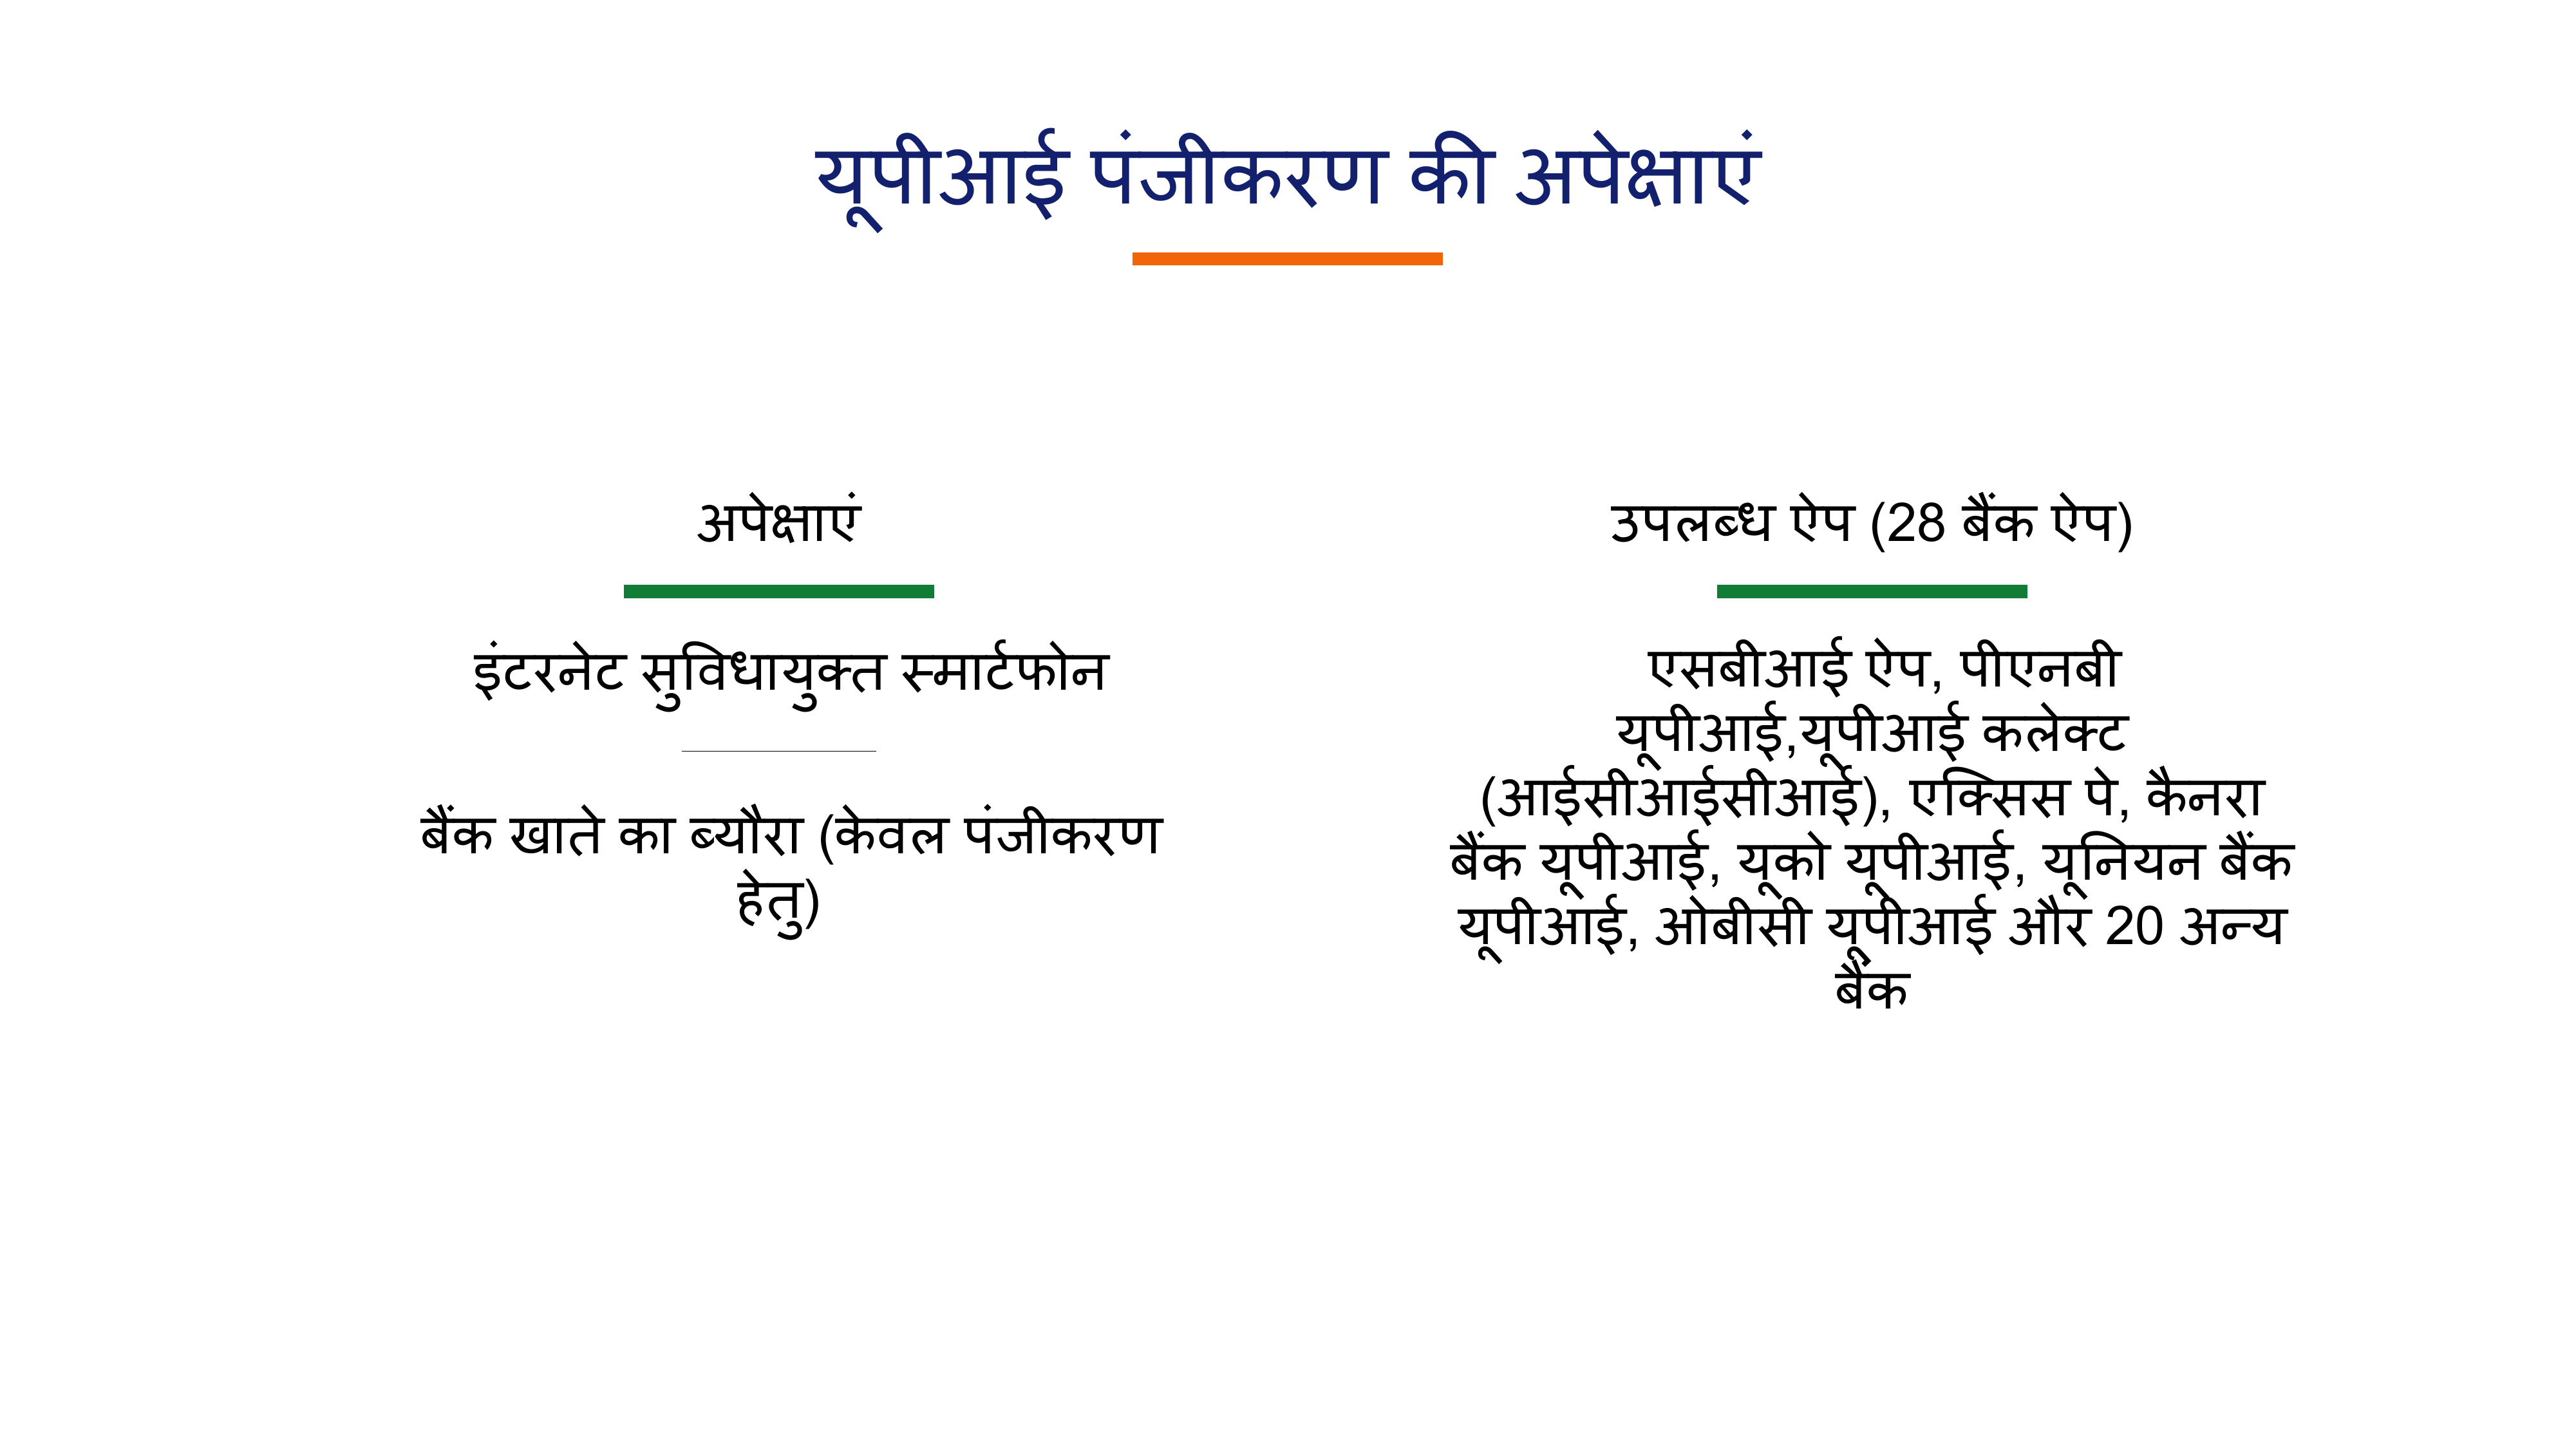 यूपीआई पंजीकरण की अपेक्षाएं
अपेक्षाएं
इंटरनेट सुविधायुक्त स्मार्टफोन
बैंक खाते का ब्यौरा (केवल पंजीकरण
हेतु)
उपलब्ध ऐप (28 बैंक ऐप)
एसबीआई ऐप, पीएनबी
यूपीआई,यूपीआई कलेक्ट
(आईसीआईसीआई), एक्सिस पे, कैनरा
बैंक यूपीआई, यूको यूपीआई, यूनियन बैंक
यूपीआई, ओबीसी यूपीआई और 20 अन्य
बैंक